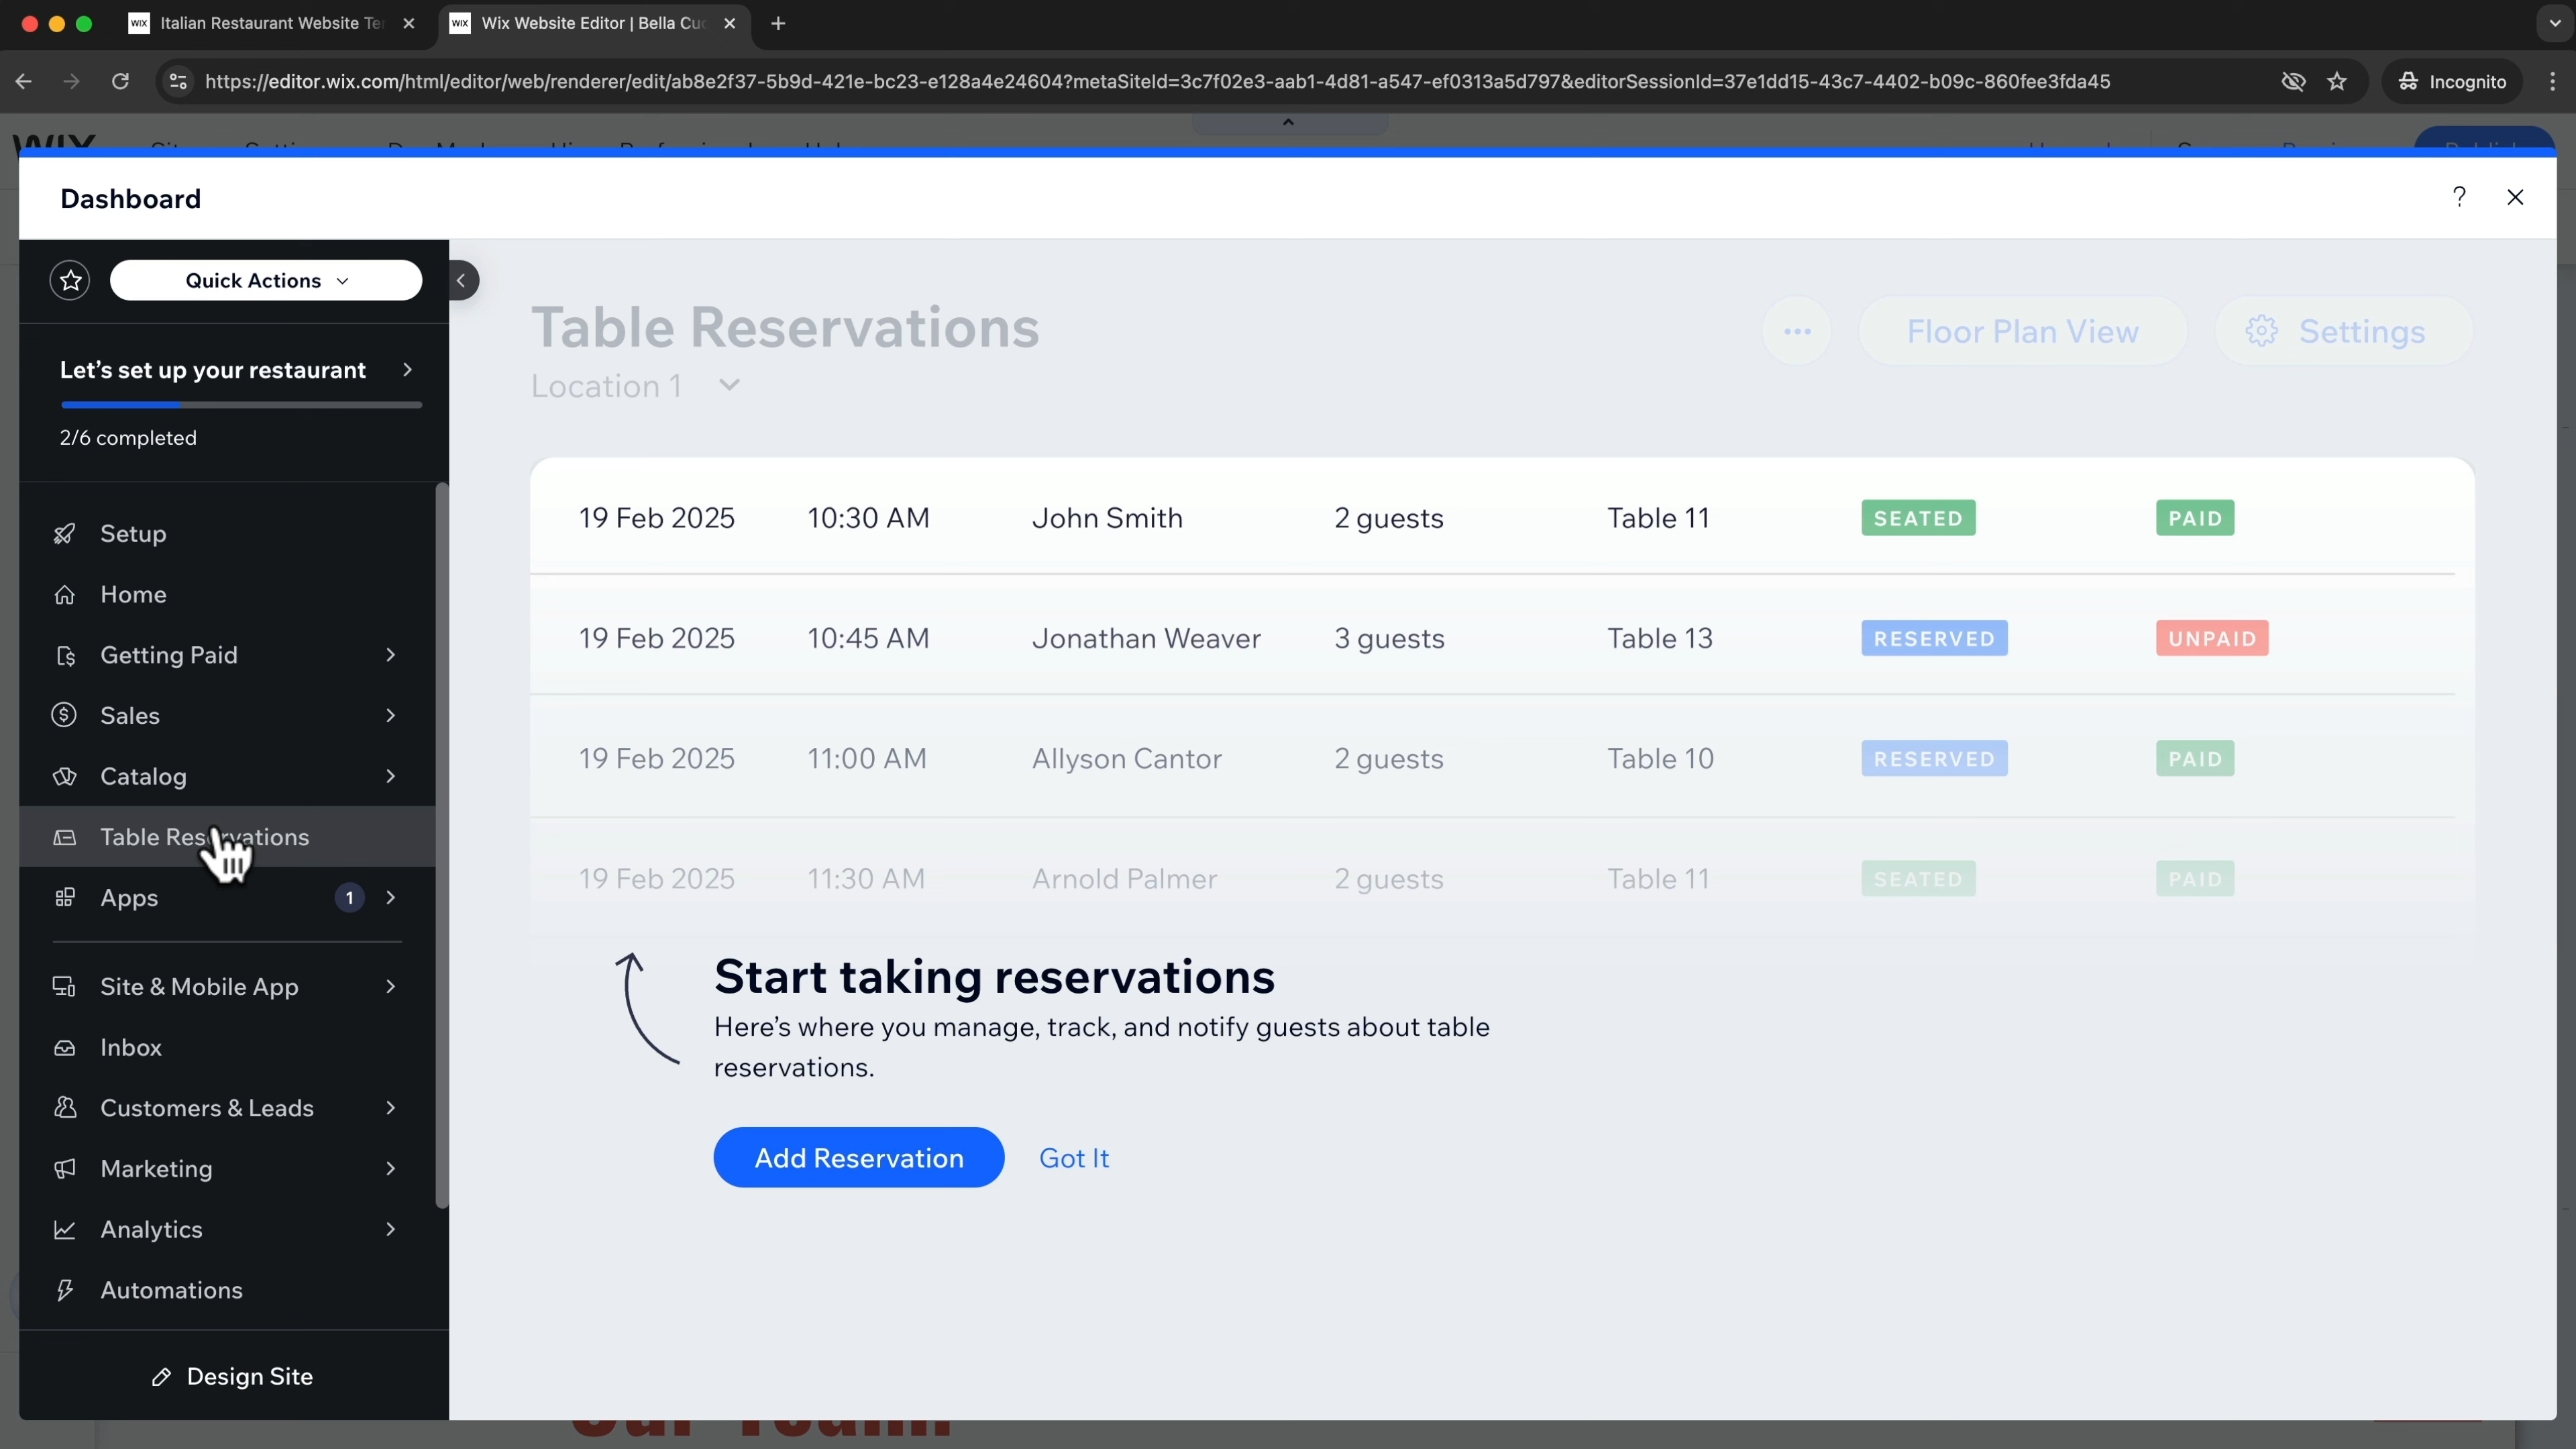 Italian Restaurant Website Te
Wix Website Editor | Bella Cu
https://editor.wix.com/html/editor/web/renderer/edit/ab8e2f37-5b9d-421e-bc23-e128a4e24604?metaSiteId=3c7f02e3-aab1-4d81-a547-ef0313a5d797&editorSessionId=37e1dd15-43c7-4402-b09c-860fee3fda45
Incognito
WIX
Dashboard
?
Quick Actions
Let's set up your restaurant
2/6 completed
Setup
Home
Getting Paid
Sales
Catalog
Table Reservations
Apps 1
Site & Mobile App
Inbox
Customers & Leads
Marketing
Analytics
Automations
Design Site
Table Reservations
Location 1
Floor Plan View
Settings
19 Feb 2025 10:30 AM John Smith 2 guests Table 11 SEATED PAID
19 Feb 2025 10:45 AM Jonathan Weaver 3 guests Table 13 RESERVED UNPAID
19 Feb 2025 11:00 AM Allyson Cantor 2 guests Table 10 RESERVED PAID
19 Feb 2025 11:30 AM Arnold Palmer 2 guests Table 11 SEATED PAID
Start taking reservations
Here's where you manage, track, and notify guests about table
reservations.
Add Reservation
Got It
Our Team.